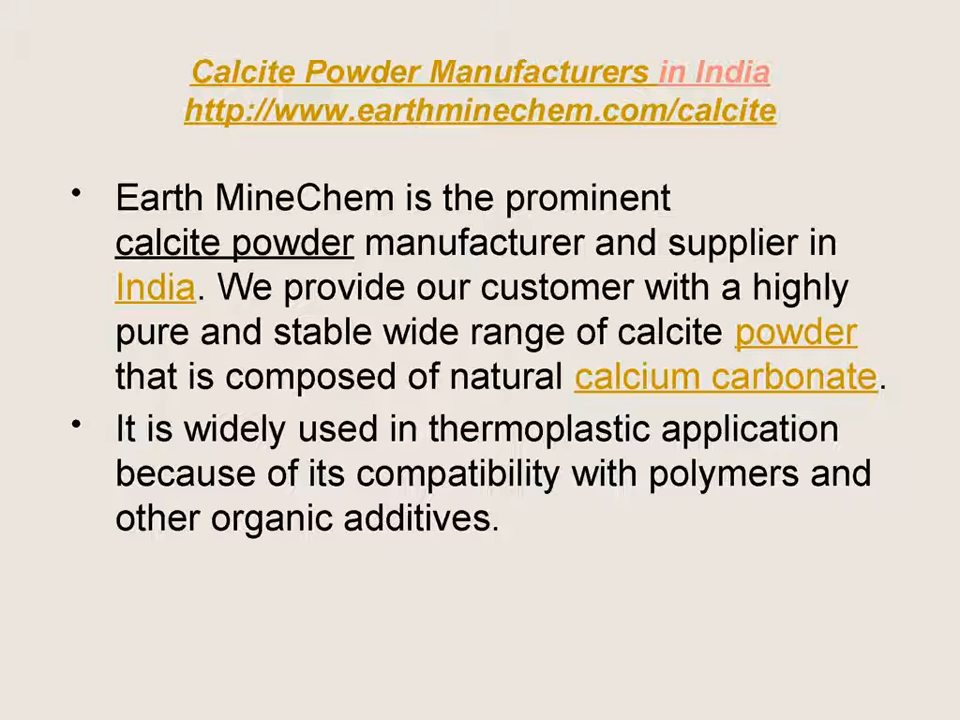 Calcite Powder Manufacturers in India
http://www.earthminechem.com/calcite
• Earth MineChem is the prominent
calcite powder manufacturer and supplier in
India. We provide our customer with a highly
pure and stable wide range of calcite powder
that is composed of natural calcium carbonate.
• It is widely used in thermoplastic application
because of its compatibility with polymers and
other organic additives.